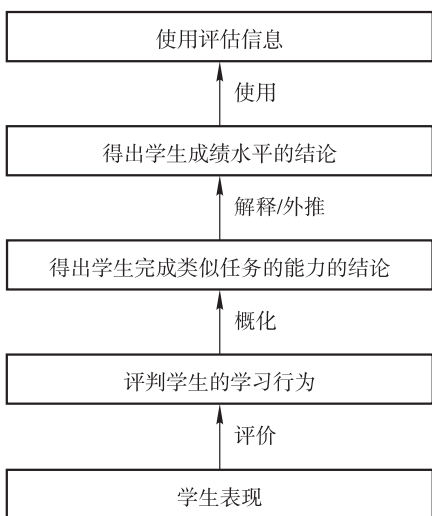 使用评估信息
使用
得出学生成绩水平的结论
解释/外推
得出学生完成类似任务的能力的结论
概化
评判学生的学习行为
评价
学生表现